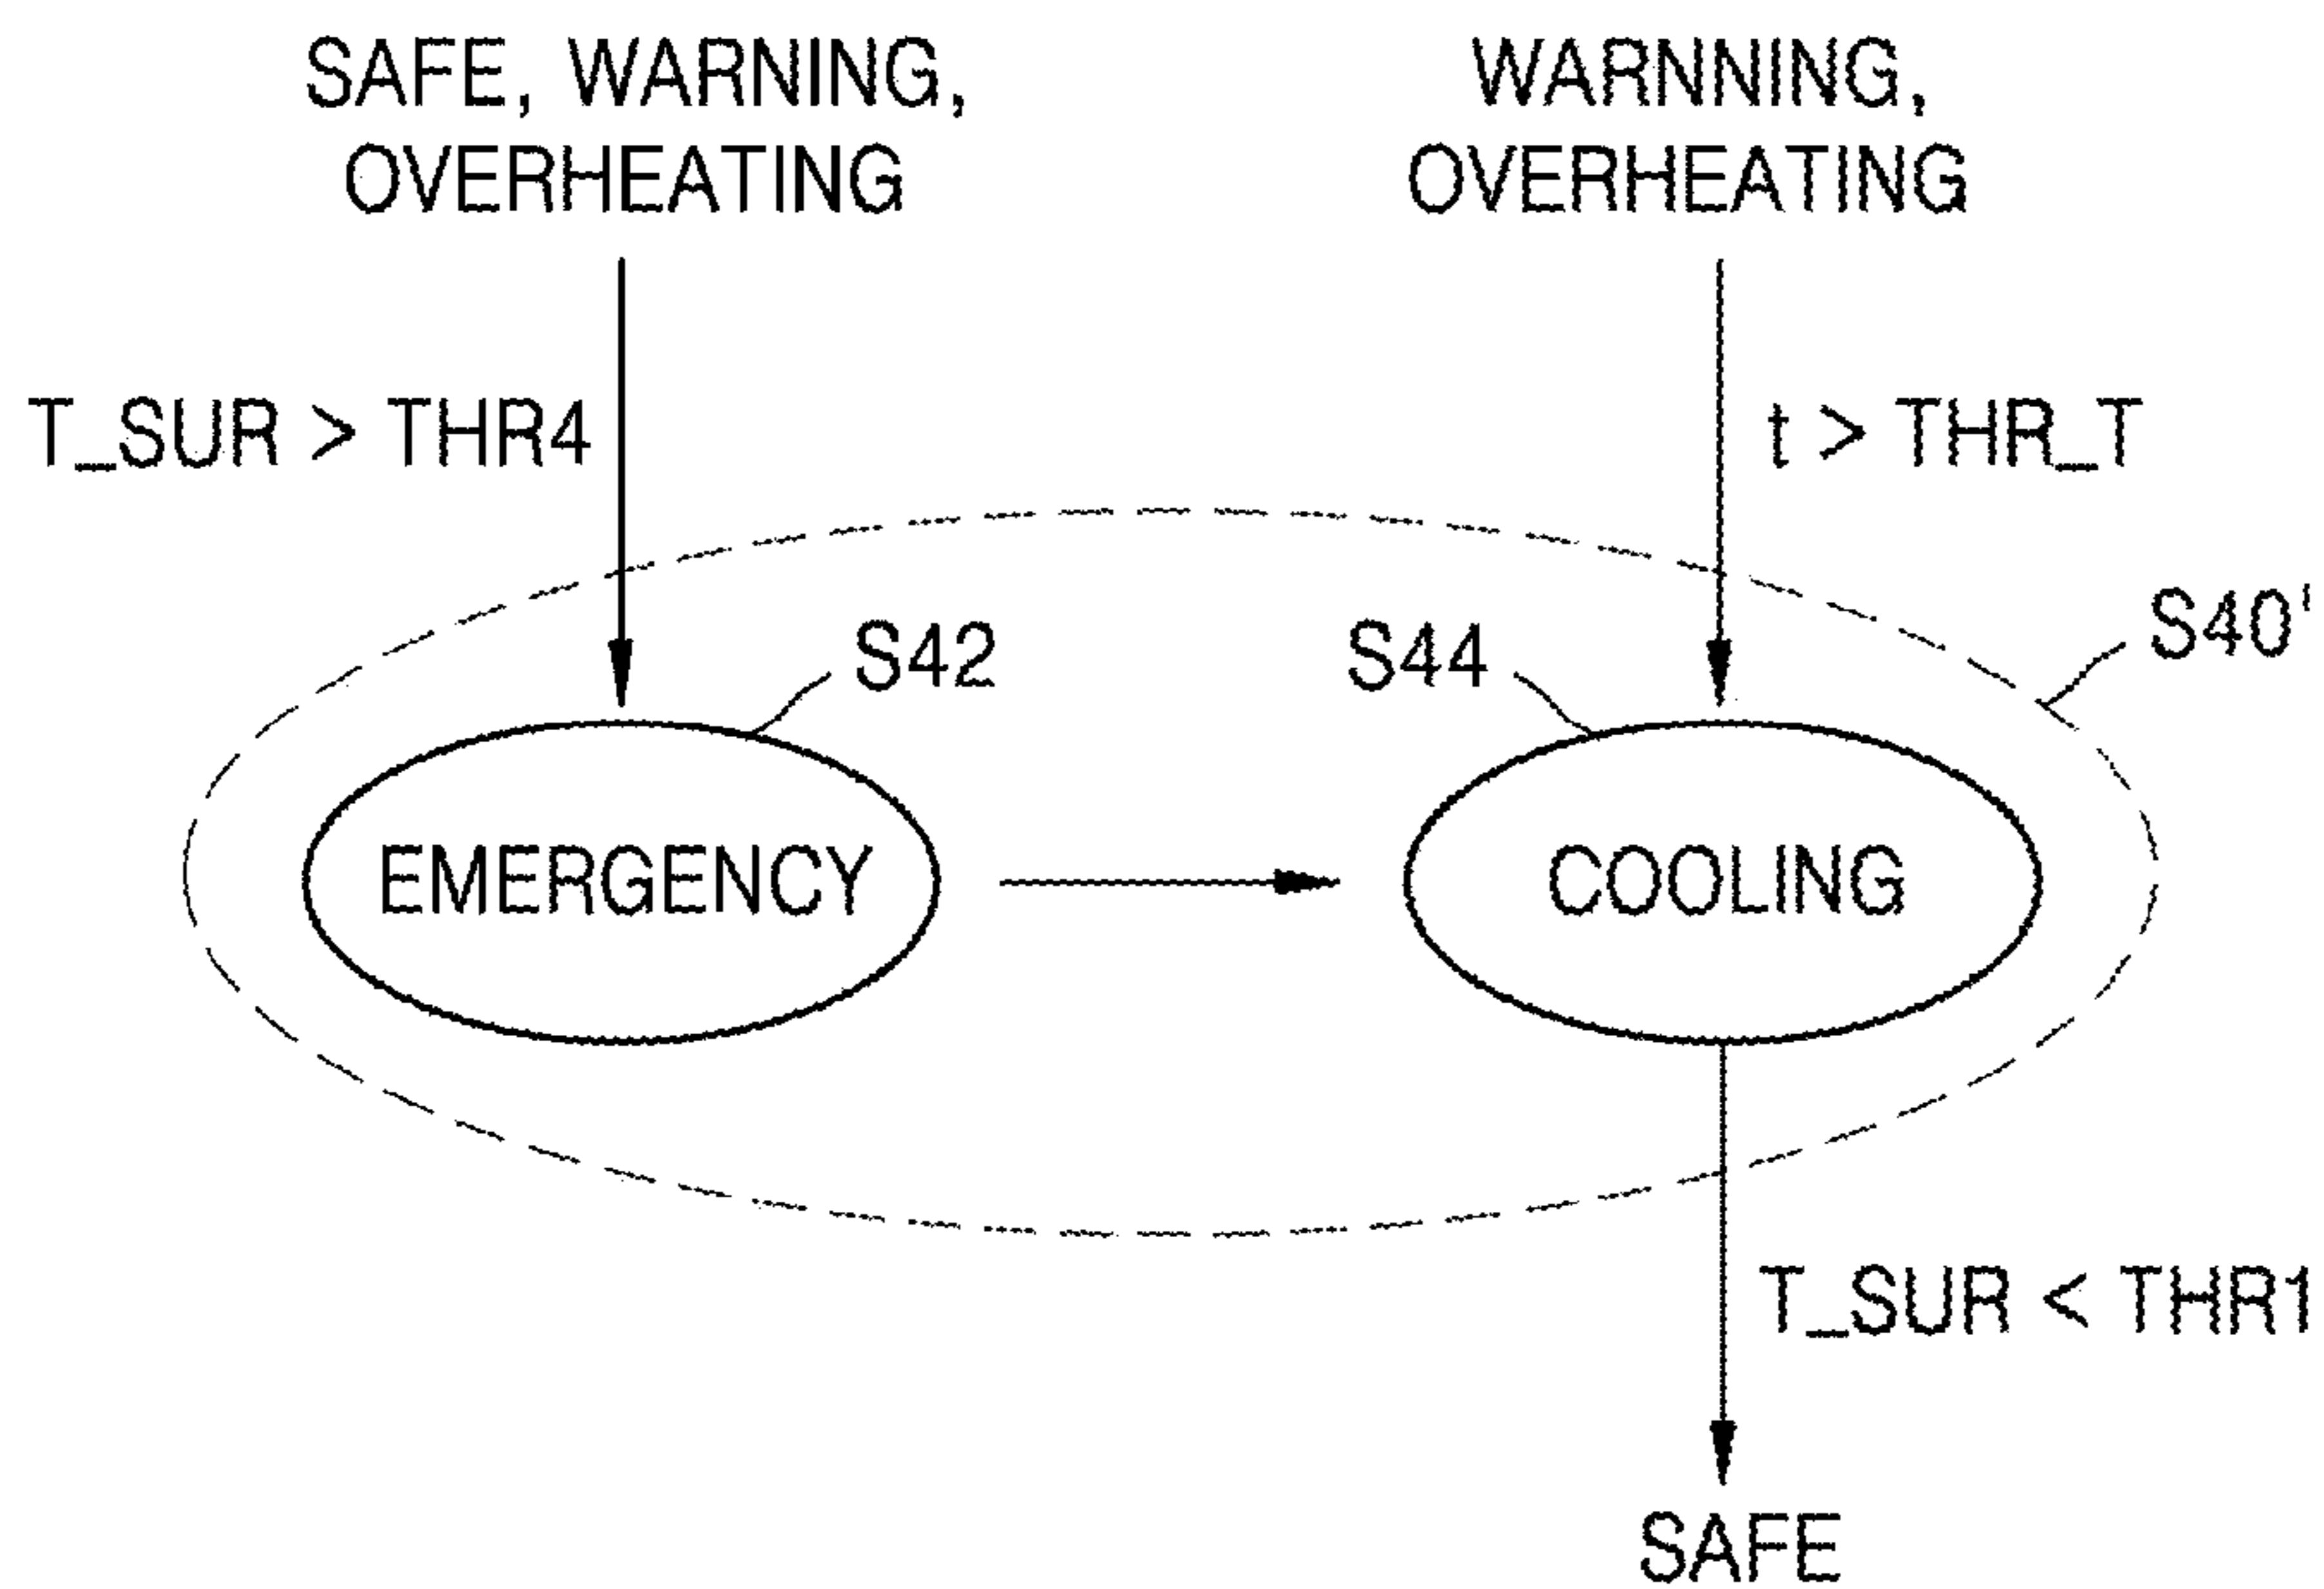 SAFE, WARNING,
OVERHEATING
WARNNING,
OVERHEATING
T_SUR > THR4
t > THR_T
S42
S44
S40'
EMERGENCY
COOLING
T_SUR < THR1
SAFE